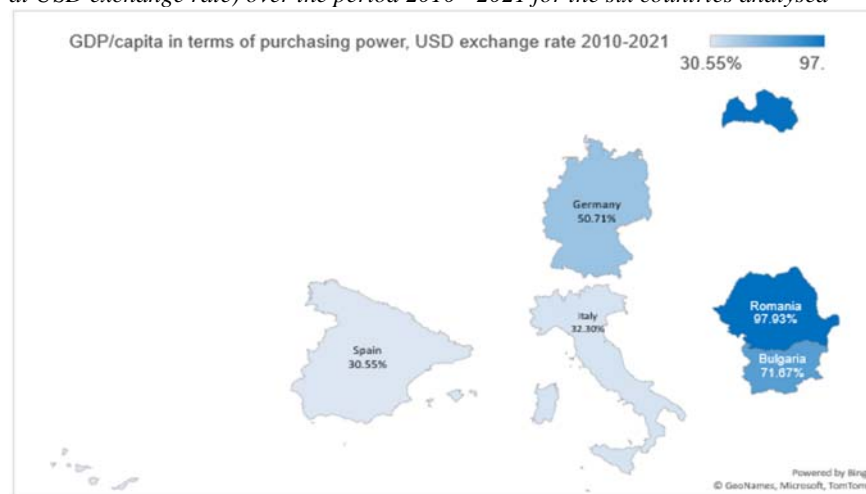 at USD exchange rate) over the period 2010 - 2021 for the six countries analysed
GDP/capita in terms of purchasing power, USD exchange rate 2010-2021
30.55% 97.
Germany
50.71%
Romania
97.93%
Italy
32.30%
Spain
30.55%
Bulgaria
71.67%
Powered by Bing
© GeoNames, Microsoft, TomTom